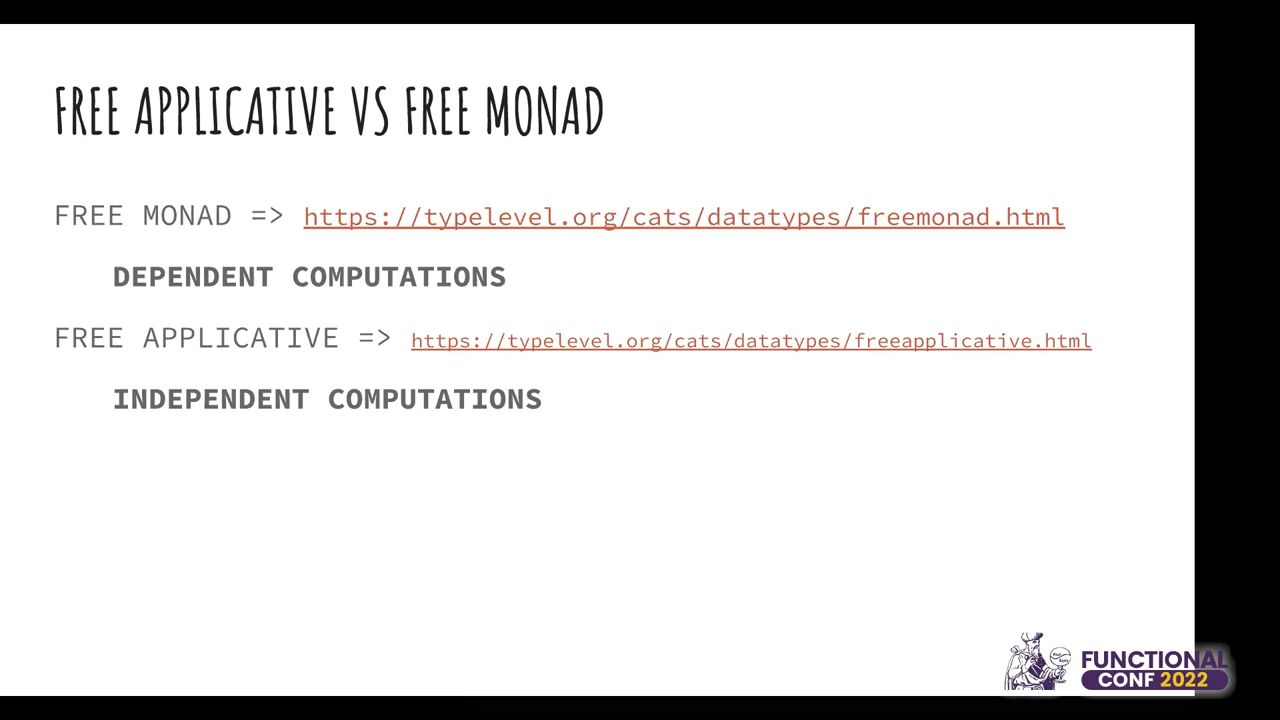 FREE APPLICATIVE VS FREE MONAD
FREE MONAD => https://typelevel.org/cats/datatypes/freemonad.html
DEPENDENT COMPUTATIONS
FREE APPLICATIVE => https://typelevel.org/cats/datatypes/freeapplicative.html
INDEPENDENT COMPUTATIONS
FUNCTIONAL
CONF 2022